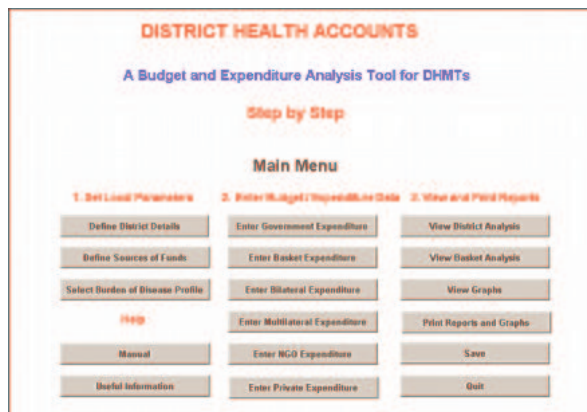 DISTRICT HEALTH ACCOUNTS
A Budget and Expenditure Analysis Tool for DHMTs
Step by Step
Main Menu
1. Set Local Parameters
Define District Details
Define Sources of Funds
Select Burden of Disease Profile
Help
Manual
Useful Information
2. Enter Budget / Expenditure Data
Enter Government Expenditure
Enter Basket Expenditure
Enter Bilateral Expenditure
Enter Multilateral Expenditure
Enter NGO Expenditure
Enter Private Expenditure
3. View and Print Reports
View District Analysis
View Basket Analysis
View Graphs
Print Reports and Graphs
Save
Quit